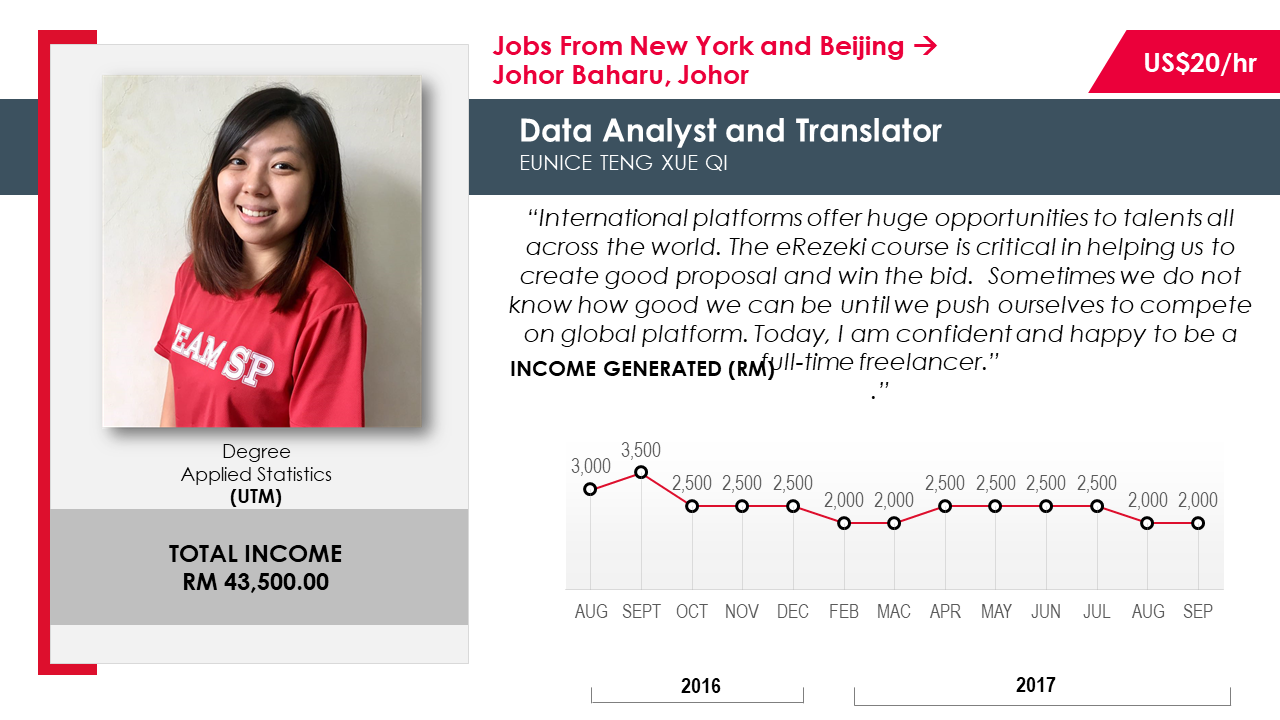 Jobs From New York and Beijing →
Johor Baharu, Johor
US$20/hr
Data Analyst and Translator
EUNICE TENG XUE QI
“International platforms offer huge opportunities to talents all
across the world. The eRezeki course is critical in helping us to
create good proposal and win the bid. Sometimes we do not
know how good we can be until we push ourselves to compete
on global platform. Today, I am confident and happy to be a
full-time freelancer.”
.”
TEAM SP
Degree
Applied Statistics
(UTM)
TOTAL INCOME
RM 43,500.00
INCOME GENERATED (RM)
3,000 3,500 2,500 2,500 2,500 2,000 2,000 2,500 2,500 2,500 2,500 2,000 2,000
AUG SEPT OCT NOV DEC FEB MAC APR MAY JUN JUL AUG SEP
2016 2017